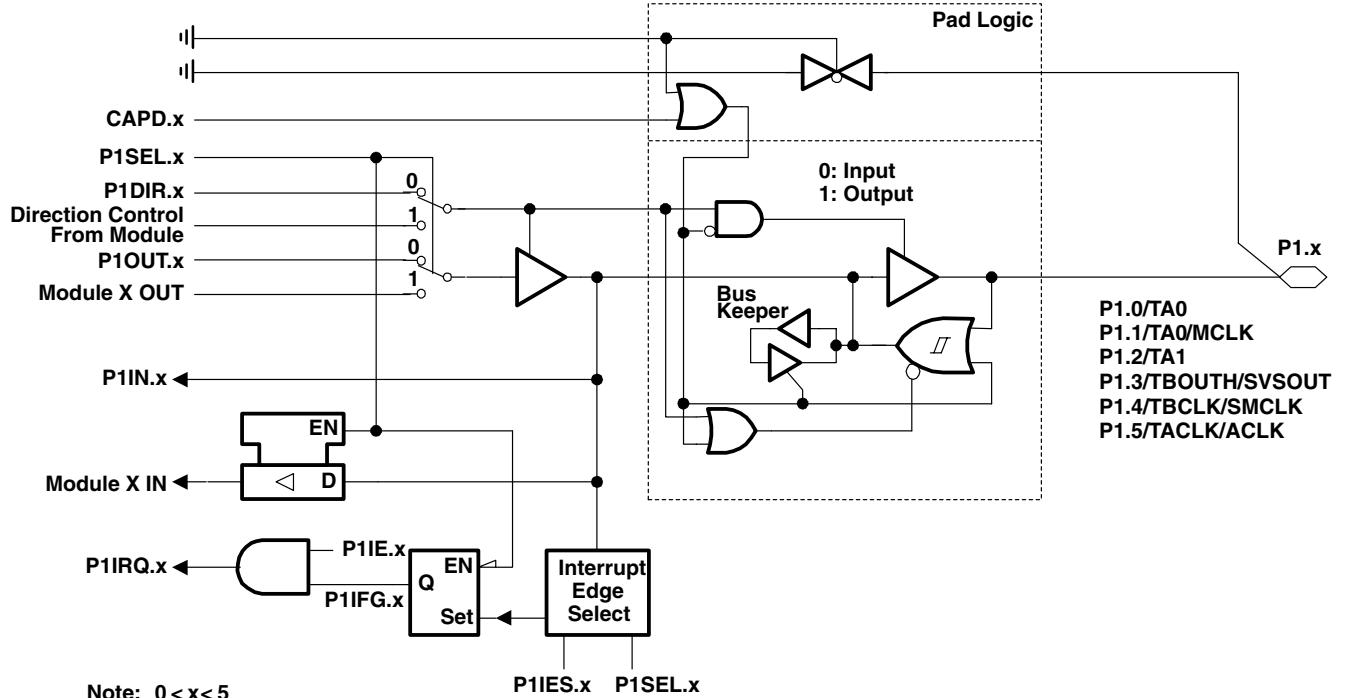 Pad Logic
CAPD.x
P1SEL.x
P1DIR.x
0
Direction Control
From Module
1
P1OUT.x
0
Module X OUT
1
0: Input
1: Output
P1.x
Bus
Keeper
P1.0/TA0
P1.1/TA0/MCLK
P1.2/TA1
P1.3/TBOUTH/SVSOUT
P1.4/TBCLK/SMCLK
P1.5/TACLK/ACLK
P1IN.x
EN
Module X IN
D
P1IRQ.x
P1IE.x
P1IFG.x
EN
Q
Set
Interrupt
Edge
Select
P1IES.x
P1SEL.x
Note: 0 < x < 5